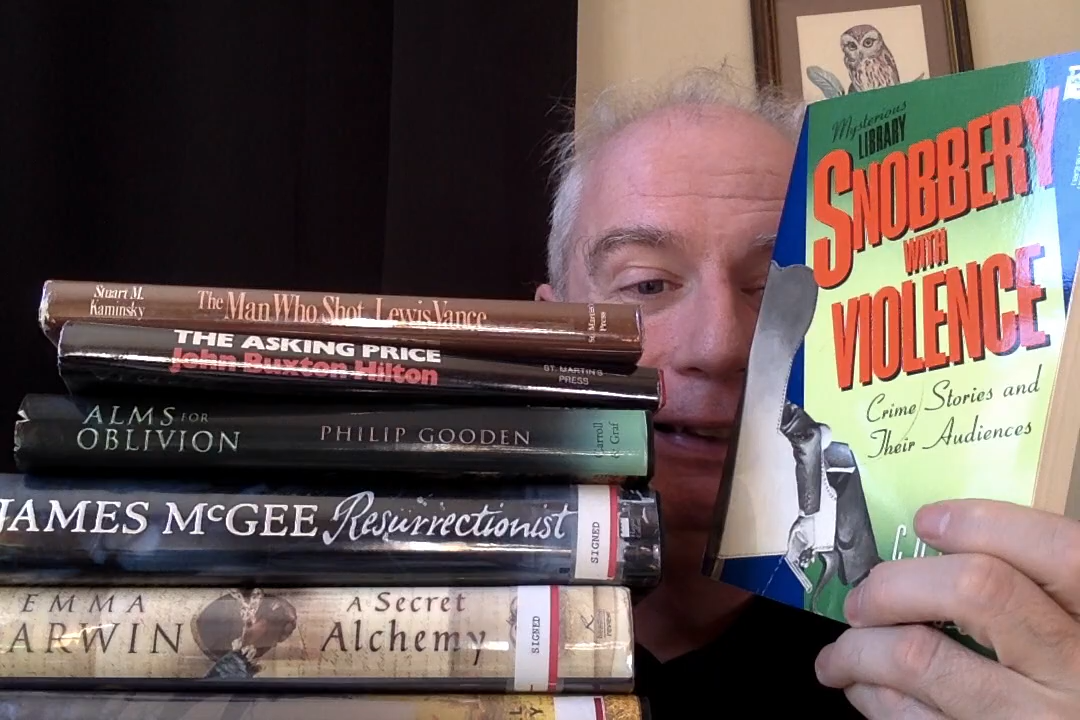 Stuart M.
Kaminsky
The Man Who Shot Lewis Vance
St. Martin's
Press
THE ASKING PRICE
John Buxton Hilton
ST. MARTIN'S
PRESS
ALMS FOR
OBLIVION
PHILIP GOODEN
Carroll
& Graf
JAMES McGEE Resurrectionist
SIGNED
EMMA
DARWIN
A Secret
Alchemy
SIGNED
headline
review
Mysterious
LIBRARY
SNOBBERY
WITH
VIOLENCE
Crime Stories and
Their Audiences